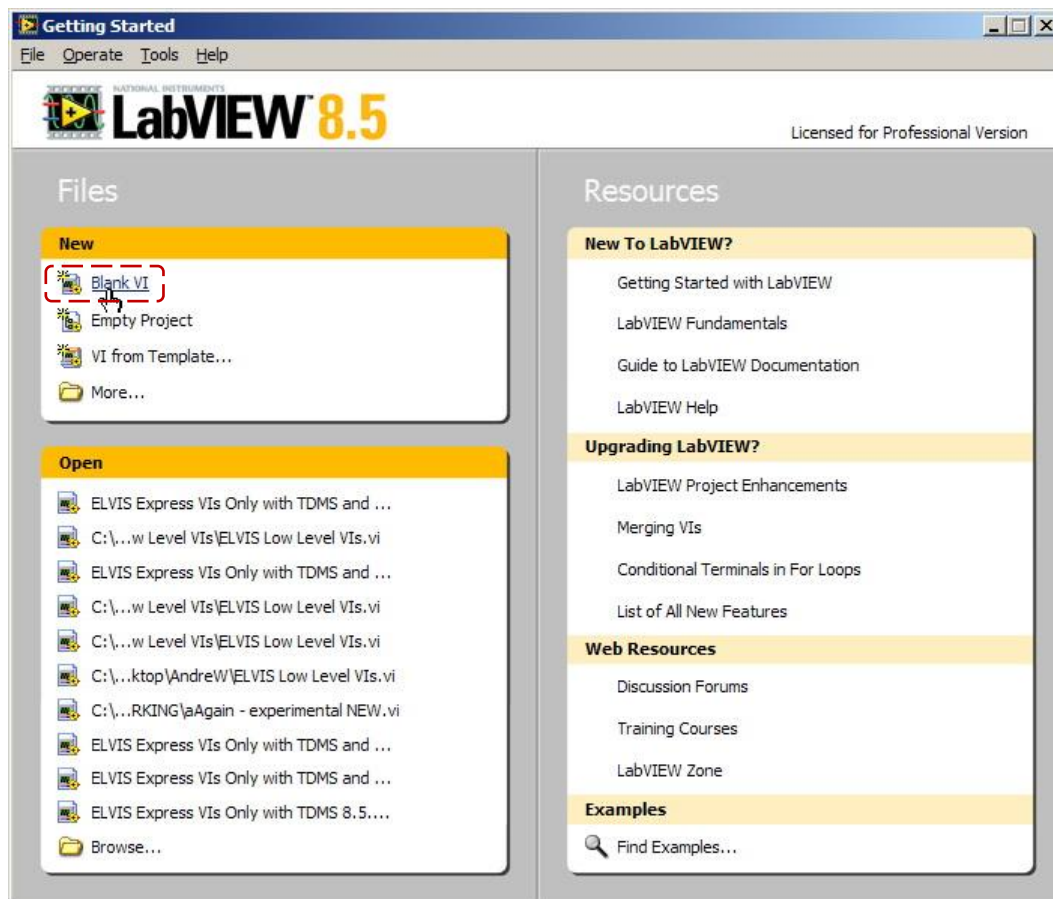 Getting Started
File Operate Tools Help
NATIONAL INSTRUMENTS
LabVIEW™ 8.5
Licensed for Professional Version
Files
New
Blank VI
Empty Project
VI from Template...
More...
Open
ELVIS Express VIs Only with TDMS and ...
C:\...w Level VIs\ELVIS Low Level VIs.vi
ELVIS Express VIs Only with TDMS and ...
C:\...w Level VIs\ELVIS Low Level VIs.vi
C:\...w Level VIs\ELVIS Low Level VIs.vi
C:\...ktop\AndreW\ELVIS Low Level VIs.vi
C:\...RKING\aAgain - experimental NEW.vi
ELVIS Express VIs Only with TDMS and ...
ELVIS Express VIs Only with TDMS and ...
ELVIS Express VIs Only with TDMS 8.5....
Browse...
Resources
New To LabVIEW?
Getting Started with LabVIEW
LabVIEW Fundamentals
Guide to LabVIEW Documentation
LabVIEW Help
Upgrading LabVIEW?
LabVIEW Project Enhancements
Merging VIs
Conditional Terminals in For Loops
List of All New Features
Web Resources
Discussion Forums
Training Courses
LabVIEW Zone
Examples
Find Examples...